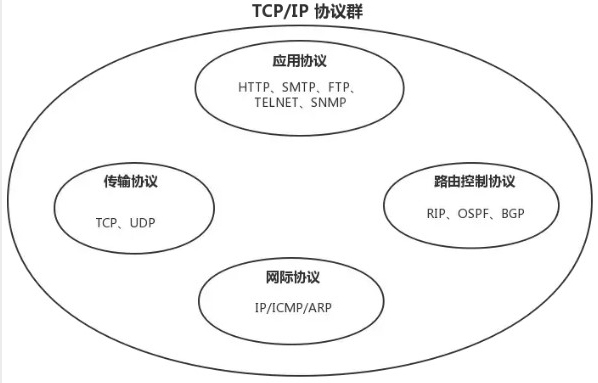 TCP/IP 协议群
应用协议
HTTP、SMTP、FTP、
TELNET、SNMP
传输协议
TCP、UDP
路由控制协议
RIP、OSPF、BGP
网际协议
IP/ICMP/ARP